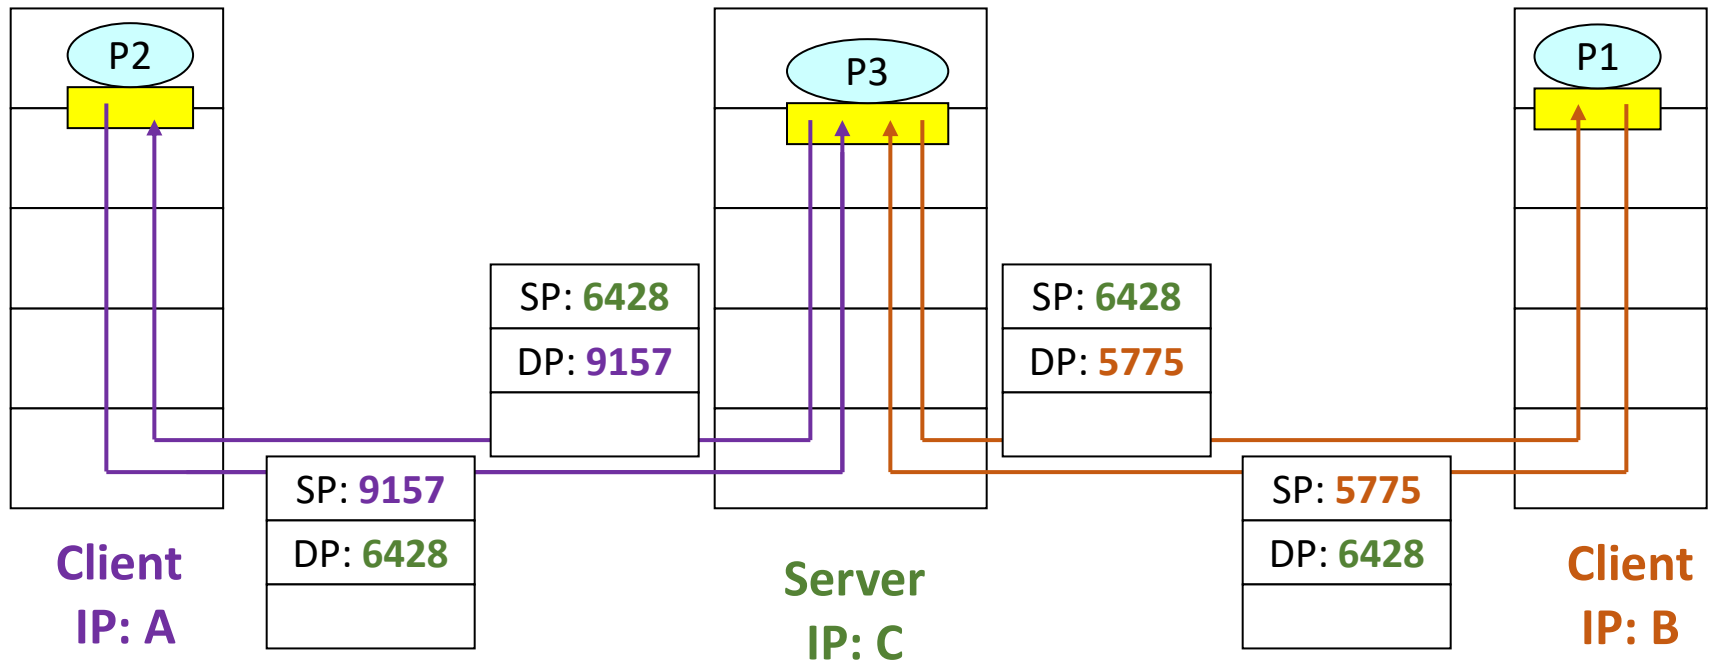 P2
P3
P1
SP: 6428
DP: 9157
SP: 6428
DP: 5775
SP: 9157
DP: 6428
SP: 5775
DP: 6428
Client
IP: A
Server
IP: C
Client
IP: B